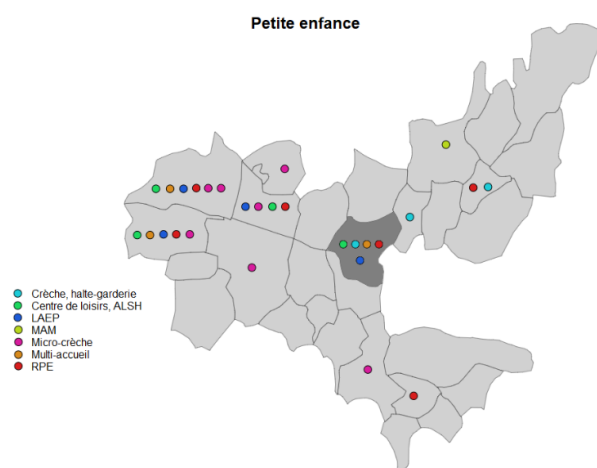 Petite enfance
Crèche, halte-garderie
Centre de loisirs, ALSH
LAEP
MAM
Micro-crèche
Multi-accueil
RPE